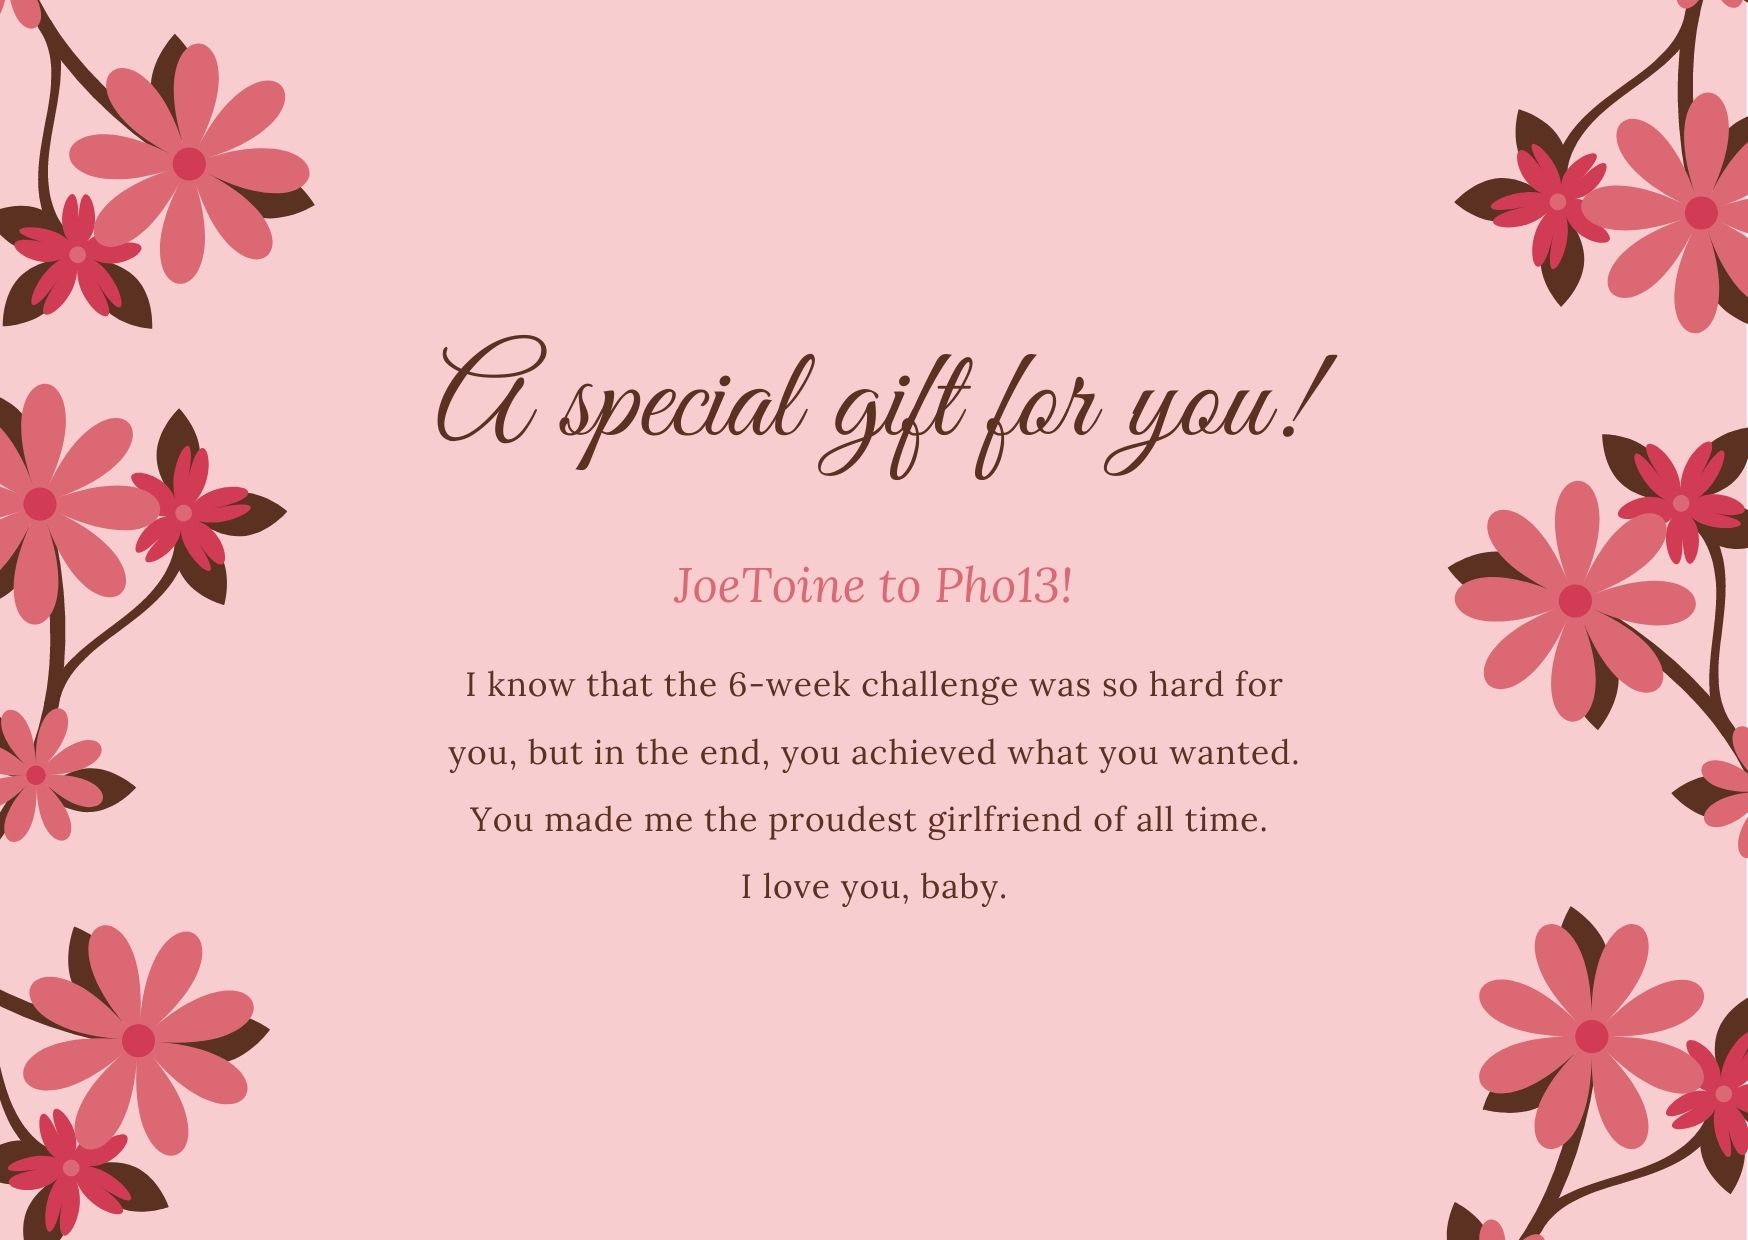 A special gift for you!
JoeToine to Pho13!
I know that the 6-week challenge was so hard for
you, but in the end, you achieved what you wanted.
You made me the proudest girlfriend of all time.
I love you, baby.